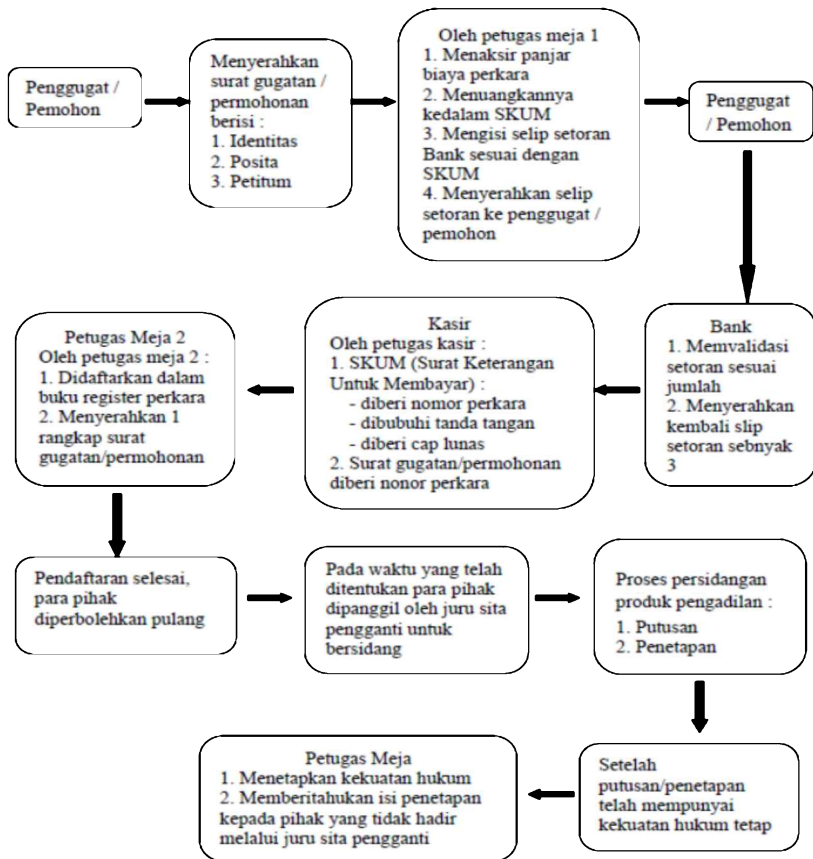 Penggugat /
Pemohon
Menyerahkan
surat gugatan /
permohonan
berisi :
1. Identitas
2. Posita
3. Petitum
Oleh petugas meja 1
1. Menaksir panjar
biaya perkara
2. Menuangkannya
kedalam SKUM
3. Mengisi selip setoran
Bank sesuai dengan
SKUM
4. Menyerahkan selip
setoran ke penggugat /
pemohon
Penggugat
/ Pemohon
Bank
1. Memvalidasi
setoran sesuai
jumlah
2. Menyerahkan
kembali slip
setoran sebnyak
3
Kasir
Oleh petugas kasir :
1. SKUM (Surat Keterangan
Untuk Membayar) :
- diberi nomor perkara
- dibubuhi tanda tangan
- diberi cap lunas
2. Surat gugatan/permohonan
diberi nonor perkara
Petugas Meja 2
Oleh petugas meja 2 :
1. Didaftarkan dalam
buku register perkara
2. Menyerahkan 1
rangkap surat
gugatan/permohonan
Pendaftaran selesai,
para pihak
diperbolehkan pulang
Pada waktu yang telah
ditentukan para pihak
dipanggil oleh juru sita
pengganti untuk
bersidang
Proses persidangan
produk pengadilan :
1. Putusan
2. Penetapan
Setelah
putusan/penetapan
telah mempunyai
kekuatan hukum tetap
Petugas Meja
1. Menetapkan kekuatan hukum
2. Memberitahukan isi penetapan
kepada pihak yang tidak hadir
melalui juru sita pengganti